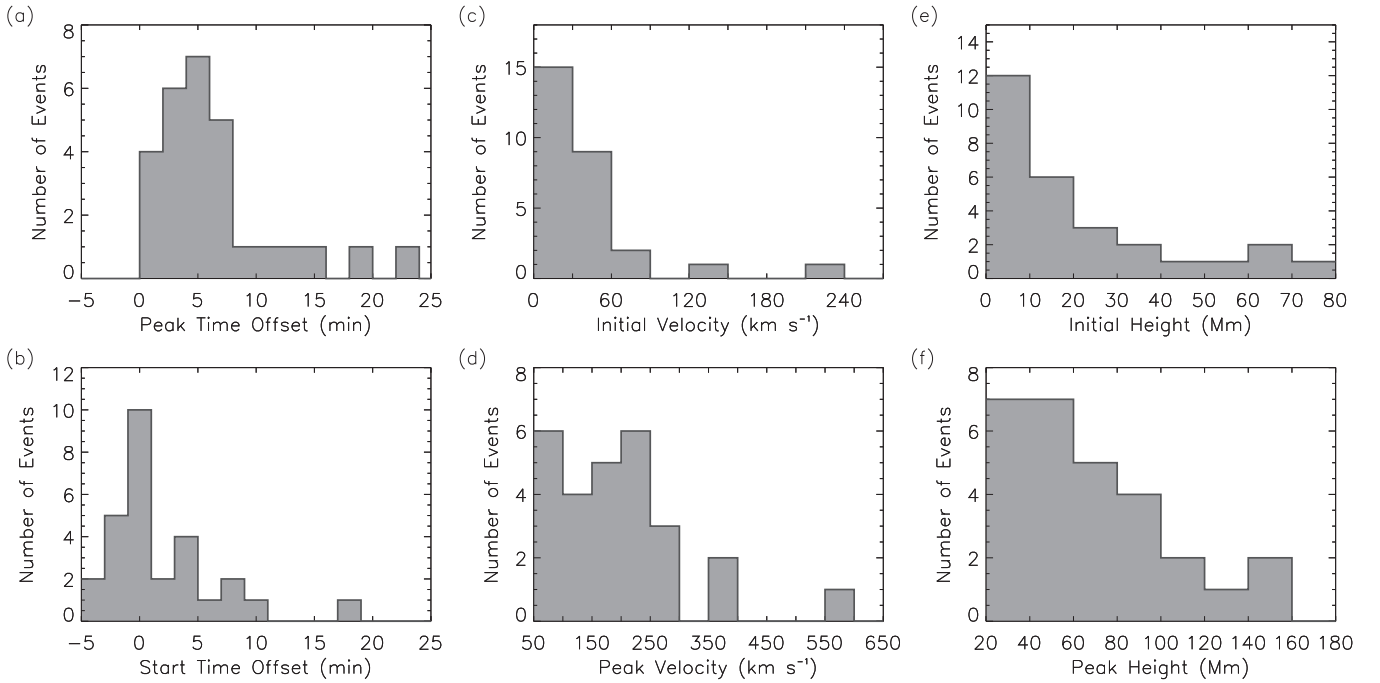 (a)
8
6
4
2
0
Number of Events
−5 0 5 10 15 20 25
Peak Time Offset (min)
(c)
15
10
5
0
Number of Events
0 60 120 180 240
Initial Velocity (km s⁻¹)
(e)
14
12
10
8
6
4
2
0
Number of Events
0 10 20 30 40 50 60 70 80
Initial Height (Mm)
(b)
12
10
8
6
4
2
0
Number of Events
−5 0 5 10 15 20 25
Start Time Offset (min)
(d)
8
6
4
2
0
Number of Events
50 150 250 350 450 550 650
Peak Velocity (km s⁻¹)
(f)
8
6
4
2
0
Number of Events
20 40 60 80 100 120 140 160 180
Peak Height (Mm)